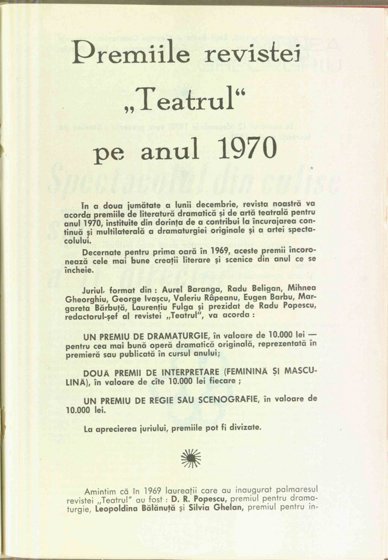 Premiile revistei
„Teatrul“
pe anul 1970
În a doua jumătate a lunii decembrie, revista noastră va
acorda premiile de literatură dramatică și de artă teatrală pentru
anul 1970, instituite din dorința de a contribui la încurajarea con-
tinuă și multilaterală a dramaturgiei originale și a artei specta-
colului.
Decernate pentru prima oară în 1969, aceste premii incoro-
nează cele mai bune creații literare și scenice din anul ce se
încheie.
Juriul. format din : Aurel Baranga, Radu Beligan, Mihnea
Gheorghiu, George Ivașcu, Valeriu Râpeanu, Eugen Barbu, Mar-
gareta Bărbuță, Laurențiu Fulga și prezidat de Radu Popescu,
redactorul-șef al revistei „Teatrul”, va acorda :
UN PREMIU DE DRAMATURGIE, în valoare de 10.000 lei —
pentru cea mai bună operă dramatică originală, reprezentată în
premieră sau publicată în cursul anului;
DOUĂ PREMII DE INTERPRETARE (FEMININĂ ȘI MASCU-
LINĂ), în valoare de cîte 10.000 lei fiecare ;
UN PREMIU DE REGIE SAU SCENOGRAFIE, în valoare de
10.000 lei.
La aprecierea juriului, premiile pot fi divizate.
Amintim că în 1969 laureații care au inaugurat palmaresul
revistei „Teatrul” au fost : D. R. Popescu, premiul pentru drama-
turgie, Leopoldina Bălănuță și Silvia Ghelan, premiul pentru in-